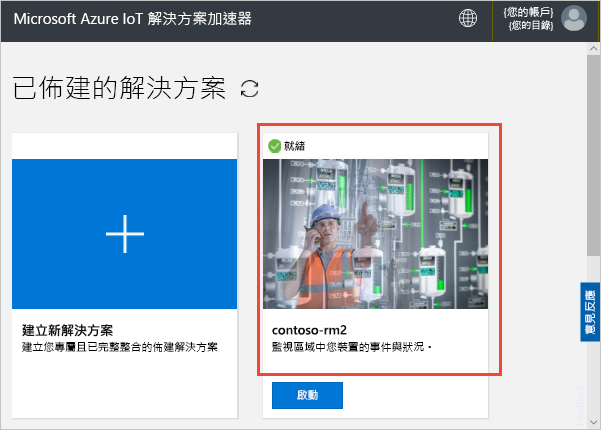 Microsoft Azure IoT 解決方案加速器
{您的帳戶}
{您的目錄}
已佈建的解決方案
就緒
建立新解決方案
建立您專屬且已完整整合的佈建解決方案
contoso-rm2
監視區域中您裝置的事件與狀況。
啟動
意見反應